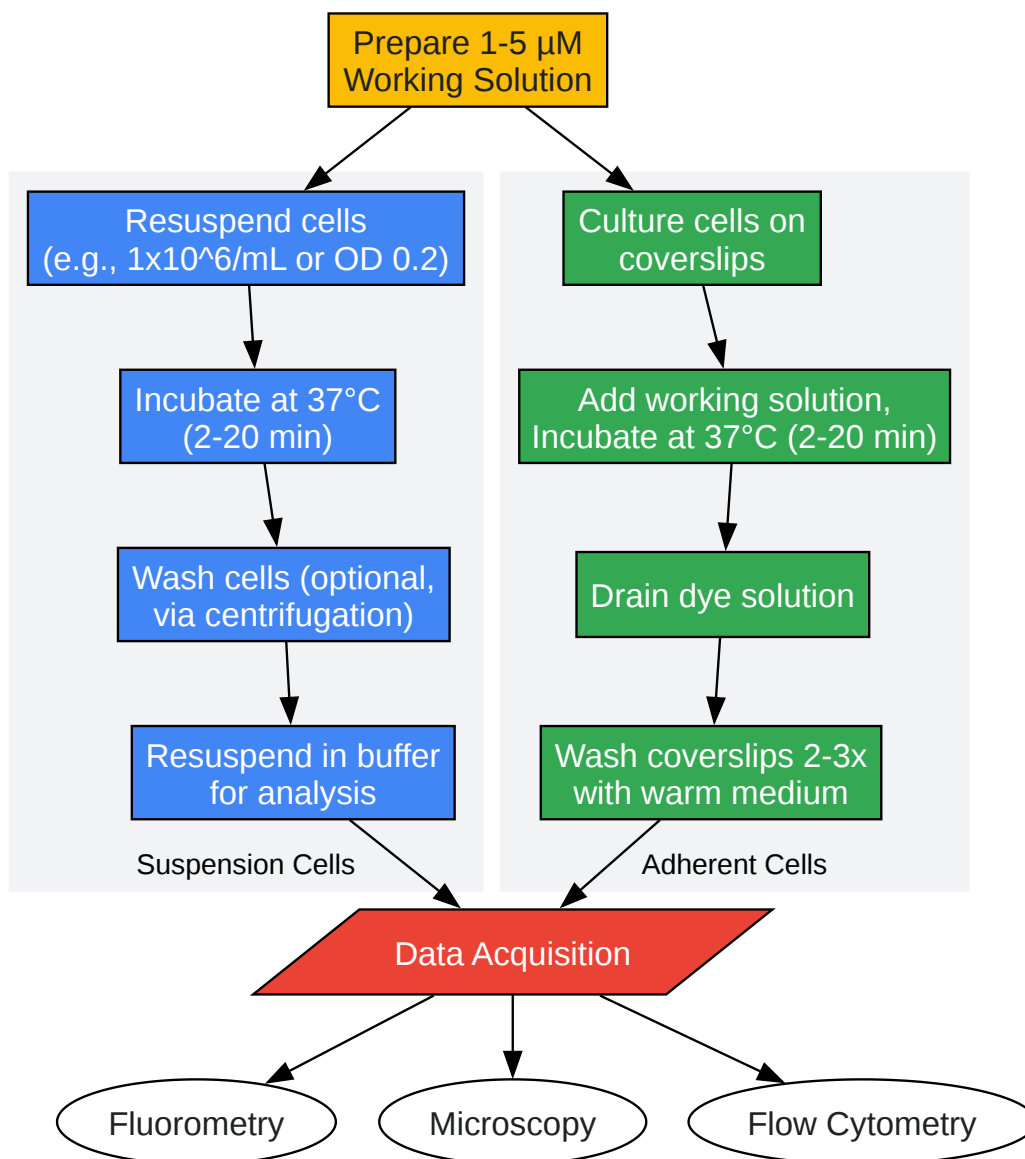 Prepare 1-5 µM
Working Solution
Resuspend cells
(e.g., 1x10^6/mL or OD 0.2)
Incubate at 37°C
(2-20 min)
Wash cells (optional,
via centrifugation)
Resuspend in buffer
for analysis
Suspension Cells
Culture cells on
coverslips
Add working solution,
Incubate at 37°C (2-20 min)
Drain dye solution
Wash coverslips 2-3x
with warm medium
Adherent Cells
Data Acquisition
Fluorometry
Microscopy
Flow Cytometry